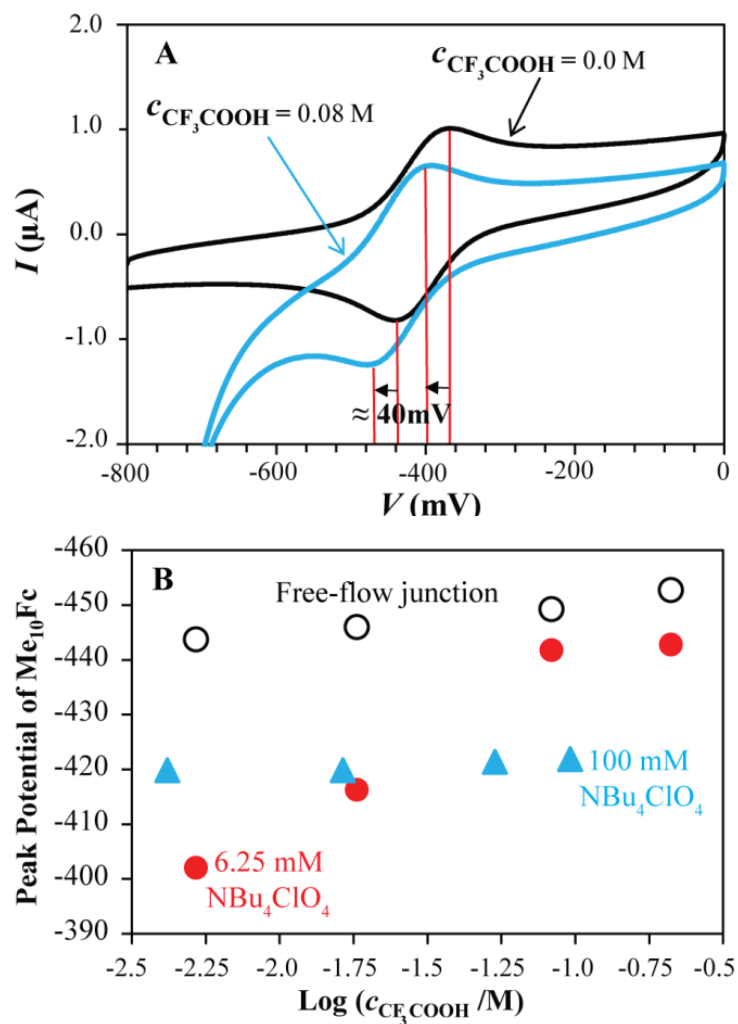 2.0
A
c_CF₃COOH = 0.0 M
c_CF₃COOH = 0.08 M
1.0
0.0
-1.0
-2.0
I (μA)
≈ 40mV
-800 -600 -400 -200 0
V (mV)
-460
B
Free-flow junction
-450
-440
-430
-420
-410
-400
-390
Peak Potential of Me₁₀Fc
100 mM
NBu₄ClO₄
6.25 mM
NBu₄ClO₄
-2.5 -2.25 -2.0 -1.75 -1.5 -1.25 -1.0 -0.75 -0.5
Log (c_CF₃COOH /M)